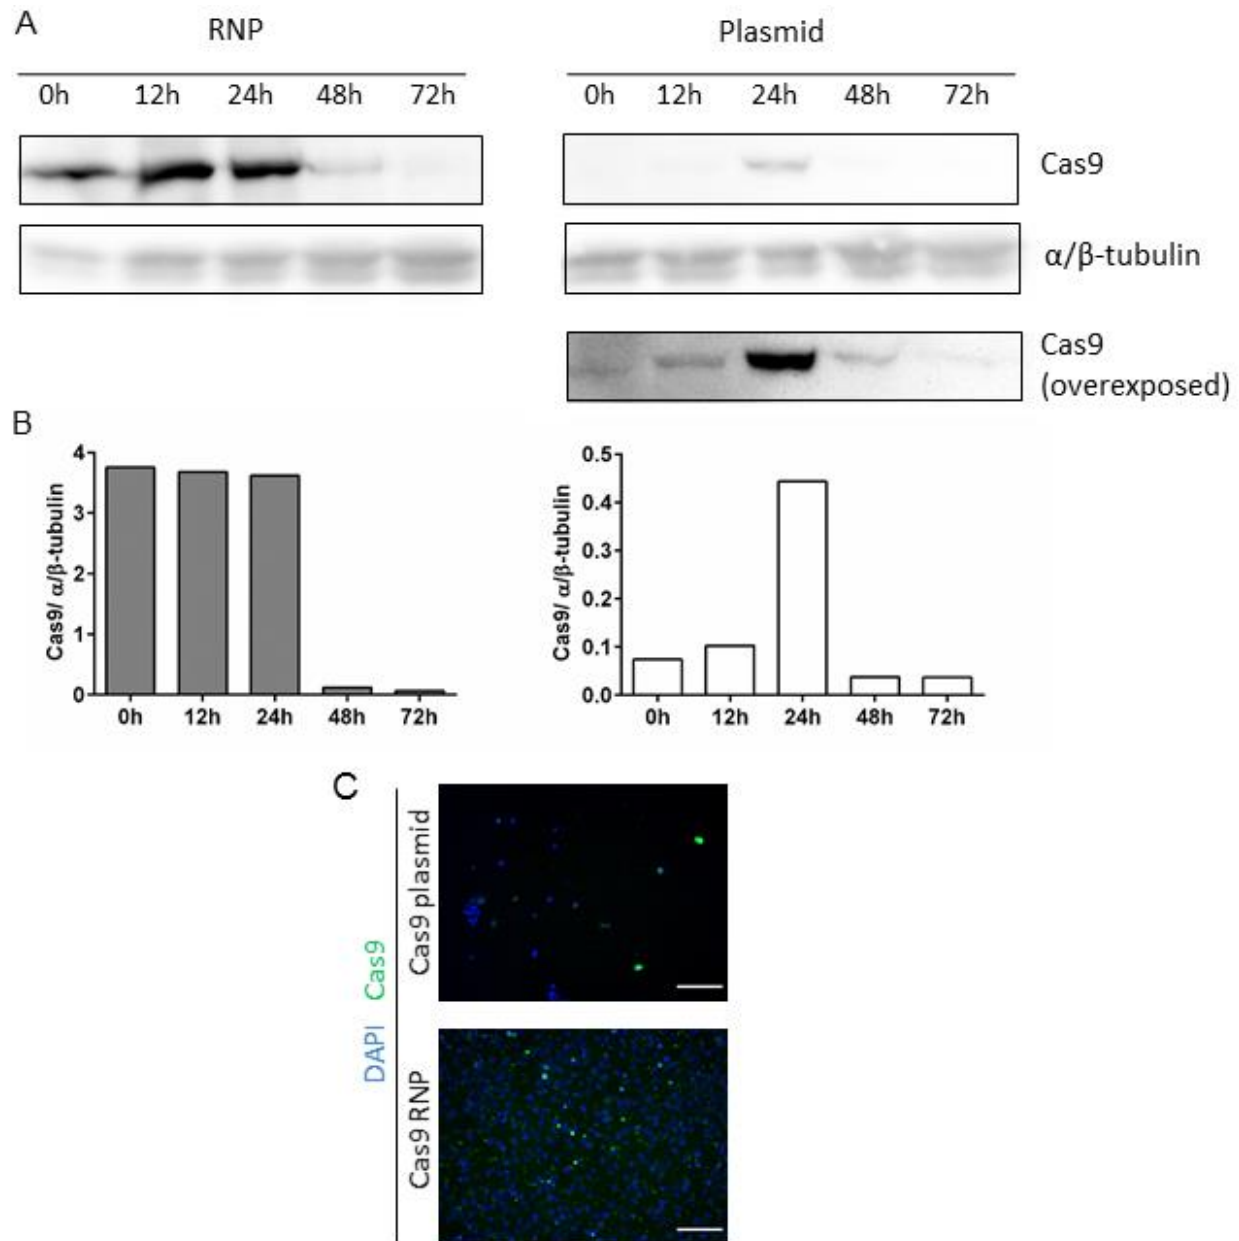 A
RNP
Plasmid
0h 12h 24h 48h 72h
0h 12h 24h 48h 72h
Cas9
α/β-tubulin
Cas9
(overexposed)
B
Cas9/ α/β-tubulin
4
3
2
1
0
0h 12h 24h 48h 72h
Cas9/ α/β-tubulin
0.5
0.4
0.3
0.2
0.1
0.0
0h 12h 24h 48h 72h
C
DAPI Cas9
Cas9 plasmid
Cas9 RNP